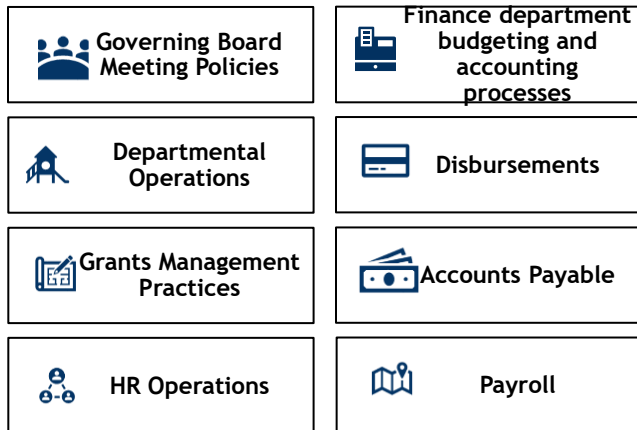 Governing Board
Meeting Policies
Finance department
budgeting and
accounting
processes
Departmental
Operations
Disbursements
Grants Management
Practices
Accounts Payable
HR Operations
Payroll